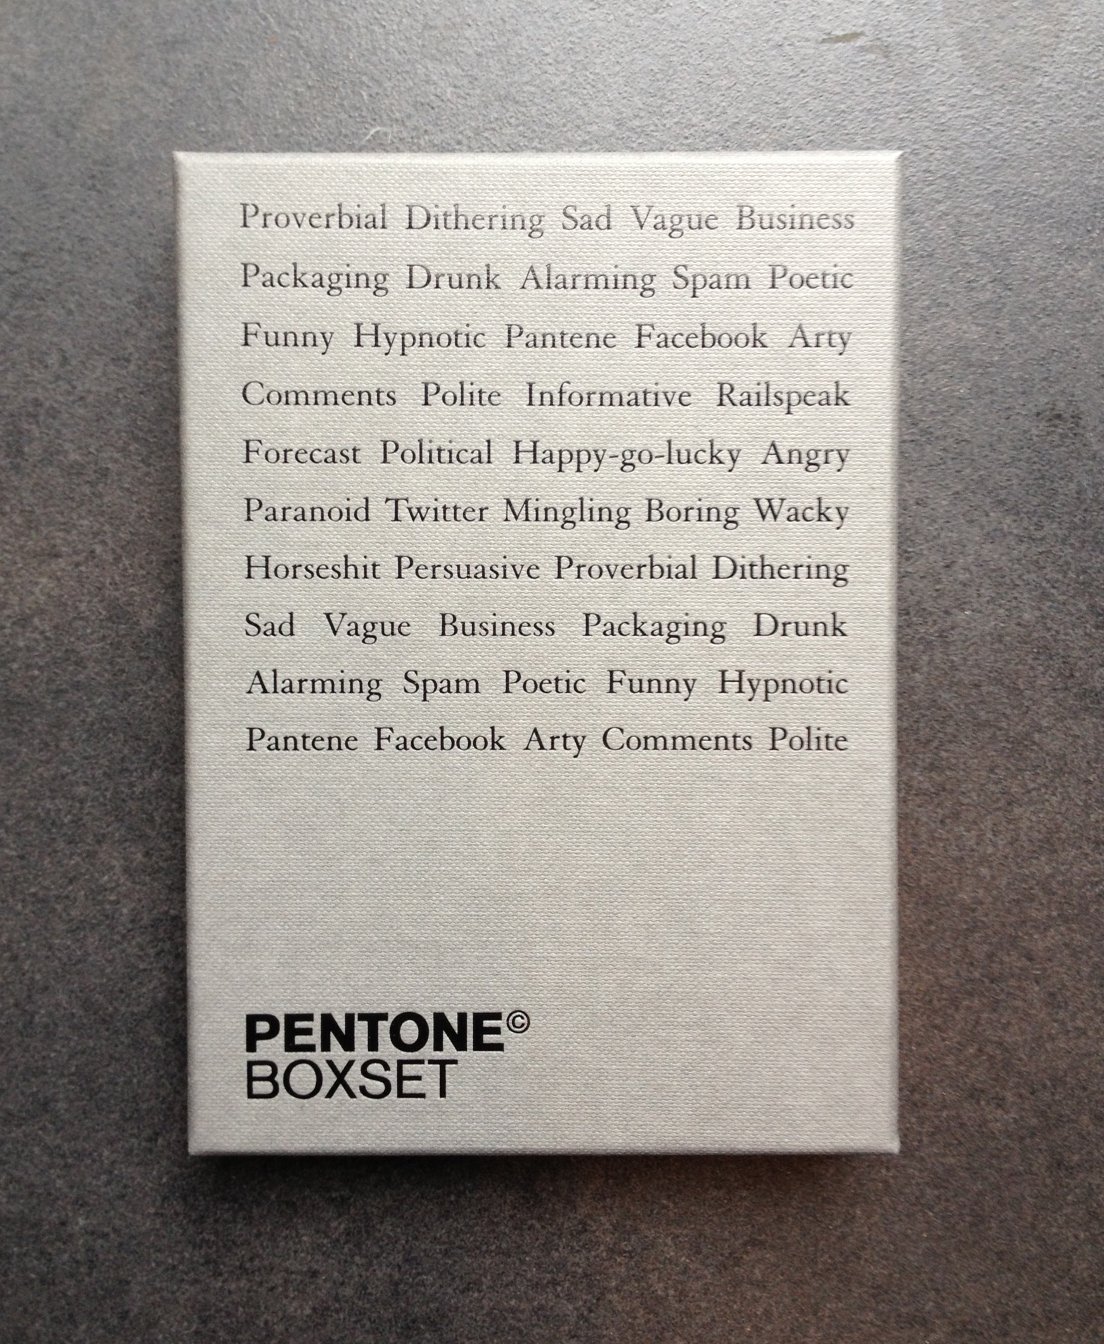 Proverbial Dithering Sad Vague Business
Packaging Drunk Alarming Spam Poetic
Funny Hypnotic Pantene Facebook Arty
Comments Polite Informative Railspeak
Forecast Political Happy-go-lucky Angry
Paranoid Twitter Mingling Boring Wacky
Horseshit Persuasive Proverbial Dithering
Sad Vague Business Packaging Drunk
Alarming Spam Poetic Funny Hypnotic
Pantene Facebook Arty Comments Polite
PENTONE©
BOXSET